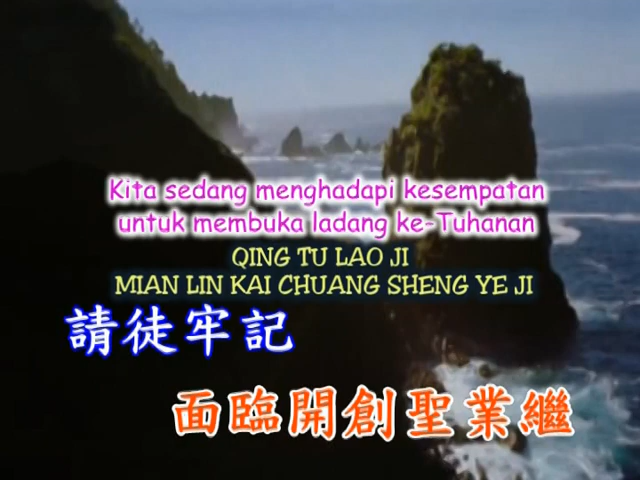 Kita sedang menghadapi kesempatan
untuk membuka ladang ke-Tuhanan
QING TU LAO JI
MIAN LIN KAI CHUANG SHENG YE JI
請徒牢記
面臨開創聖業繼